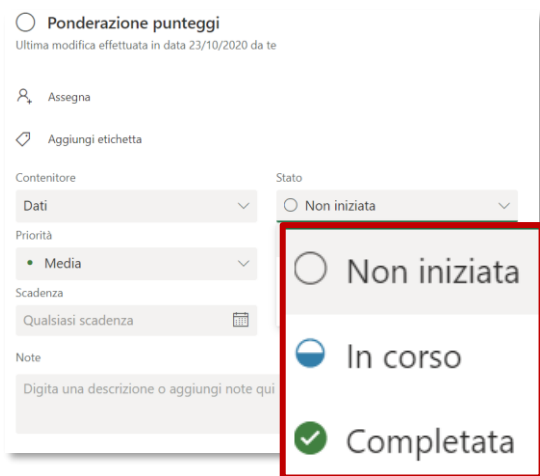 Ponderazione punteggi
Ultima modifica effettuata in data 23/10/2020 da te
Assegna
Aggiungi etichetta
Contenitore
Stato
Dati
Non iniziata
Priorità
Media
Scadenza
Qualsiasi scadenza
Note
Digita una descrizione o aggiungi note qui
Non iniziata
In corso
Completata